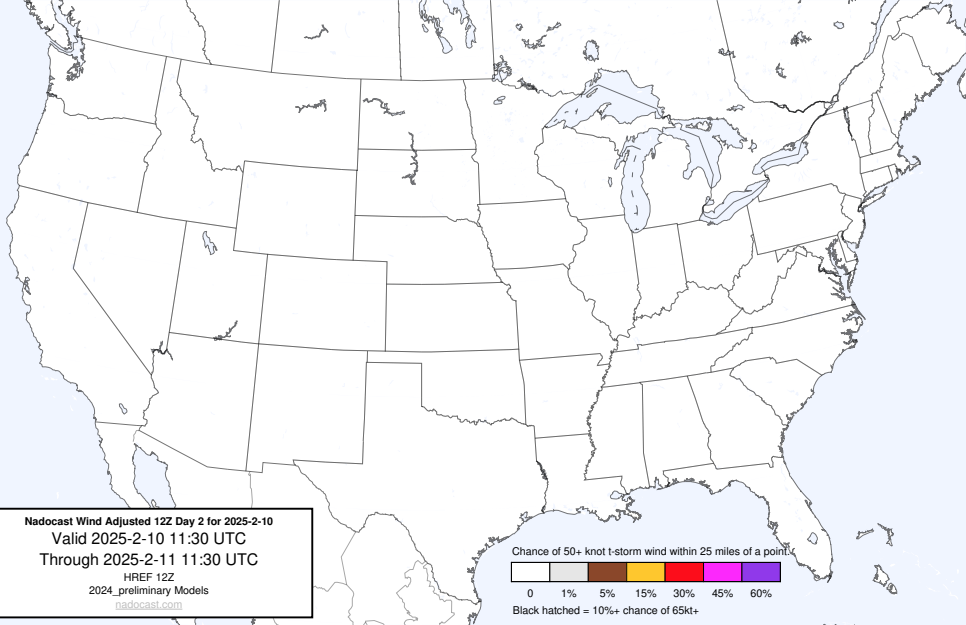 Nadocast Wind Adjusted 12Z Day 2 for 2025-2-10
Valid 2025-2-10 11:30 UTC
Through 2025-2-11 11:30 UTC
HREF 12Z
2024_preliminary Models
nadocast.com
Chance of 50+ knot t-storm wind within 25 miles of a point.
0 1% 5% 15% 30% 45% 60%
Black hatched = 10%+ chance of 65kt+